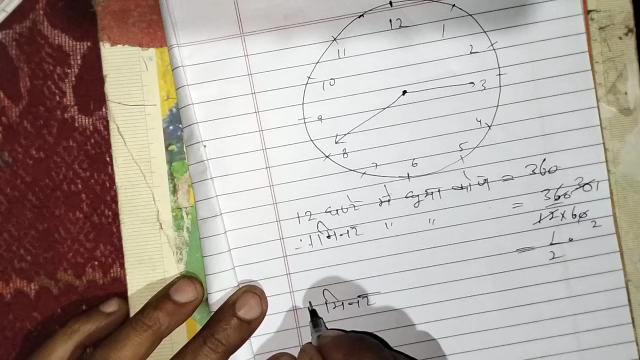 12
11 1
10 2
9 3
8 4
7 6 5
12 घण्टे में घूमा कोण = 360
∴ 1 मिनट " " = 360 / 12×60
= 1/2°
1 मिनट